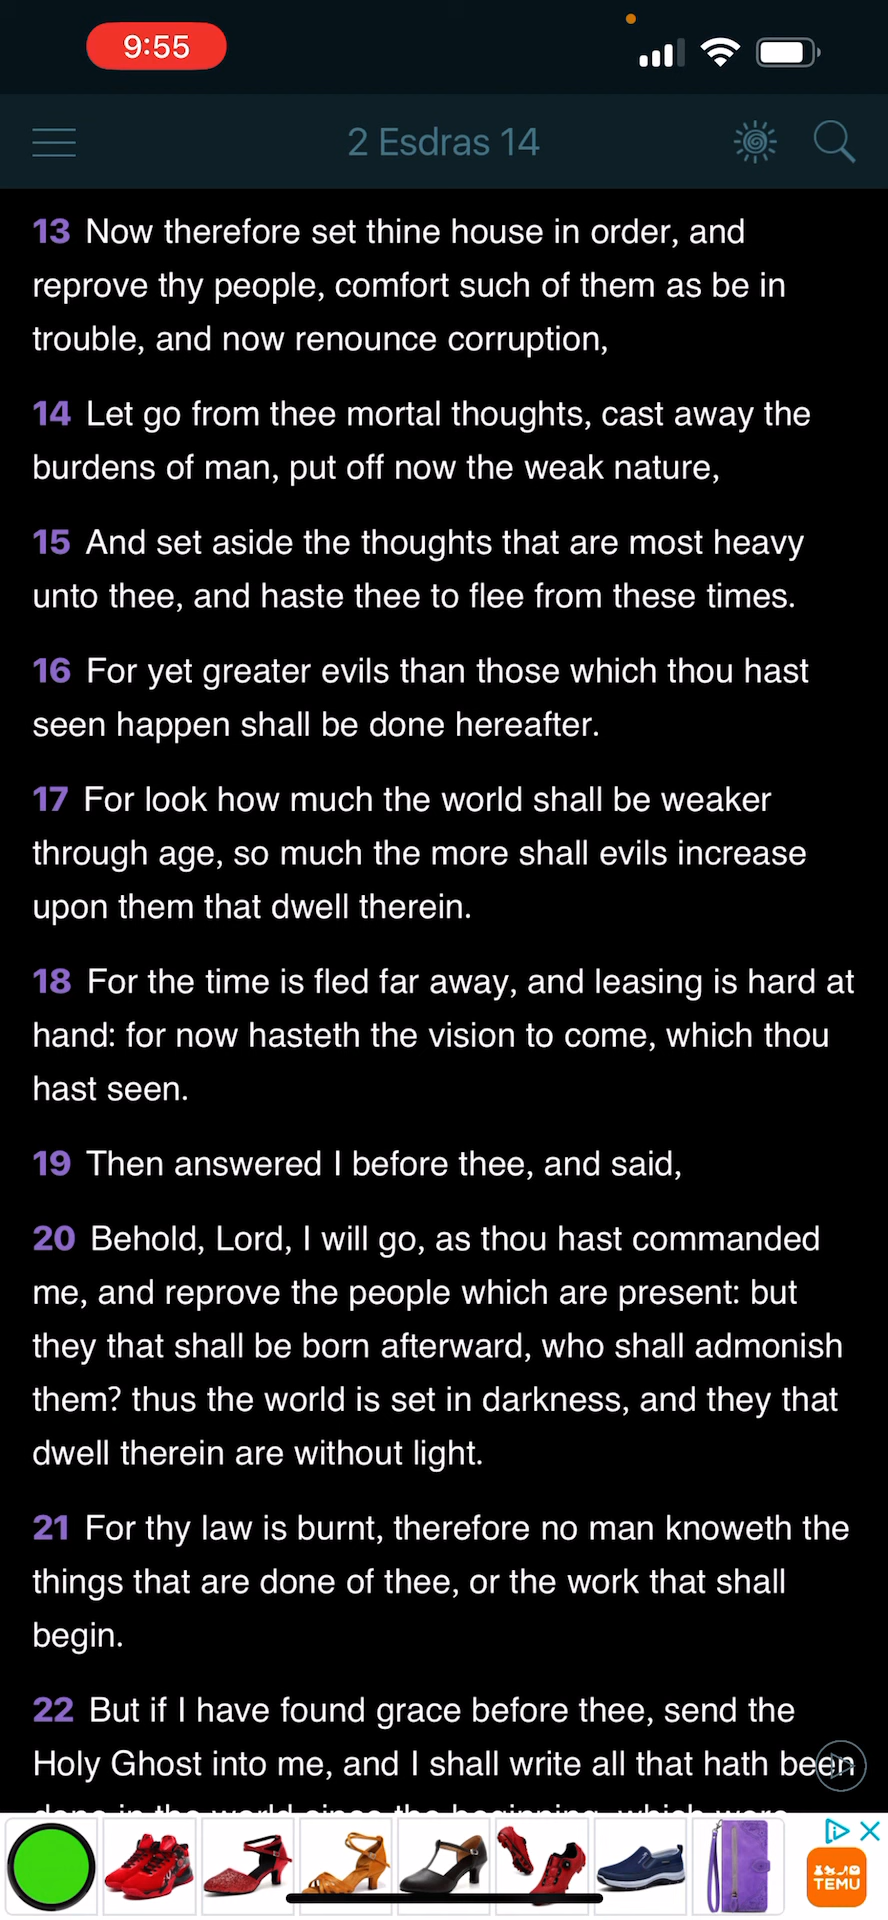 9:55
2 Esdras 14
13 Now therefore set thine house in order, and
reprove thy people, comfort such of them as be in
trouble, and now renounce corruption,
14 Let go from thee mortal thoughts, cast away the
burdens of man, put off now the weak nature,
15 And set aside the thoughts that are most heavy
unto thee, and haste thee to flee from these times.
16 For yet greater evils than those which thou hast
seen happen shall be done hereafter.
17 For look how much the world shall be weaker
through age, so much the more shall evils increase
upon them that dwell therein.
18 For the time is fled far away, and leasing is hard at
hand: for now hasteth the vision to come, which thou
hast seen.
19 Then answered I before thee, and said,
20 Behold, Lord, I will go, as thou hast commanded
me, and reprove the people which are present: but
they that shall be born afterward, who shall admonish
them? thus the world is set in darkness, and they that
dwell therein are without light.
21 For thy law is burnt, therefore no man knoweth the
things that are done of thee, or the work that shall
begin.
22 But if I have found grace before thee, send the
Holy Ghost into me, and I shall write all that hath been
done in the world since the beginning, which were
TEMU